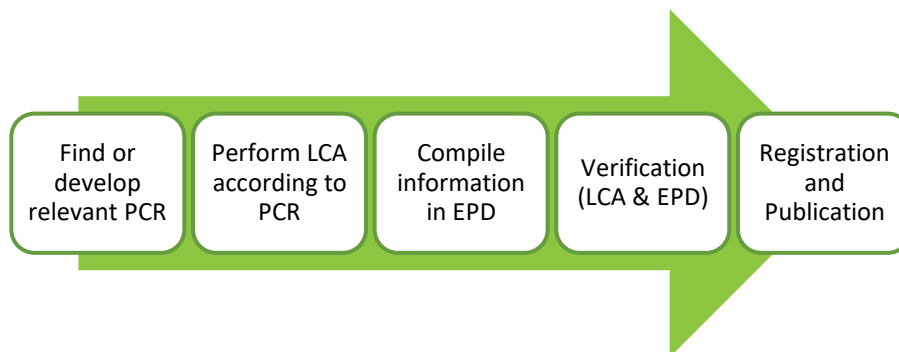 Find or
develop
relevant PCR
Perform LCA
according to
PCR
Compile
information
in EPD
Verification
(LCA & EPD)
Registration
and
Publication